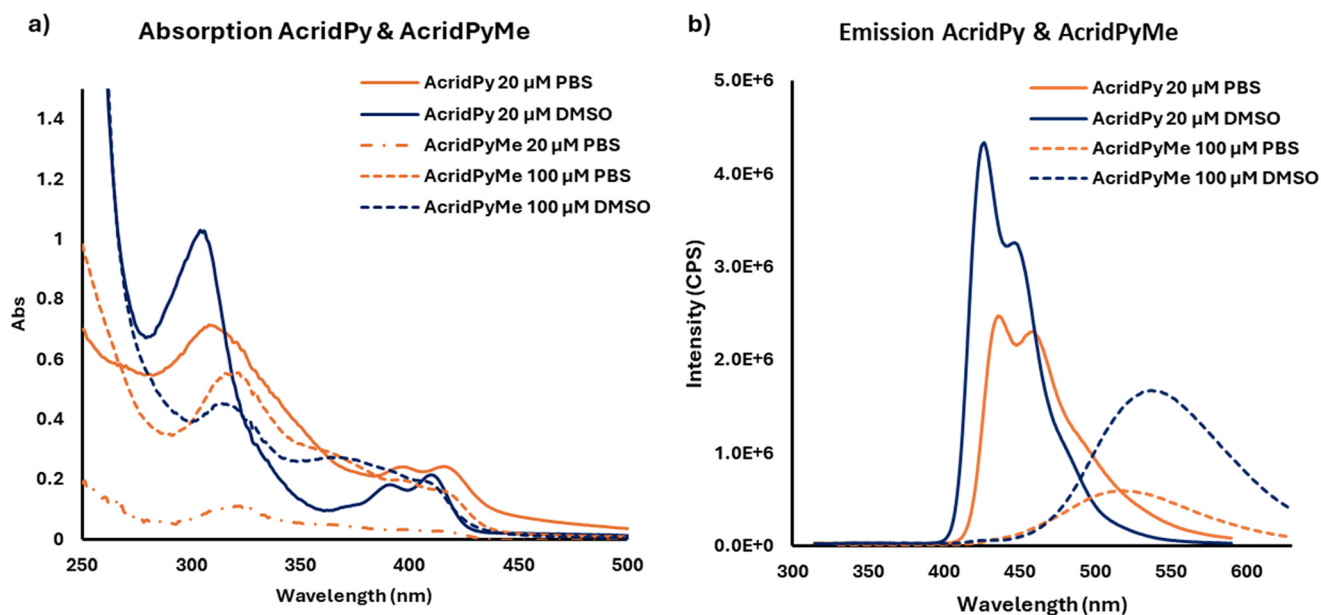 a)
Absorption AcridPy & AcridPyMe
AcridPy 20 µM PBS
AcridPy 20 µM DMSO
AcridPyMe 20 µM PBS
AcridPyMe 100 µM PBS
AcridPyMe 100 µM DMSO
1.4
1.2
1
0.8
0.6
0.4
0.2
0
Abs
250
300
350
400
450
500
Wavelength (nm)
b)
Emission AcridPy & AcridPyMe
AcridPy 20 µM PBS
AcridPy 20 µM DMSO
AcridPyMe 100 µM PBS
AcridPyMe 100 µM DMSO
5.0E+6
4.0E+6
3.0E+6
2.0E+6
1.0E+6
0.0E+0
Intensity (CPS)
300
350
400
450
500
550
600
Wavelength (nm)